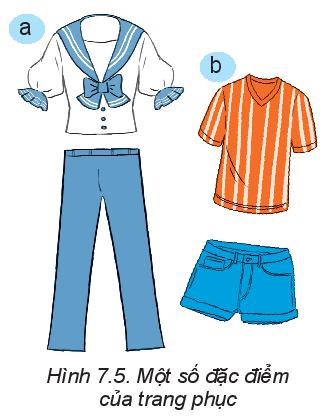 a
b
Hình 7.5. Một số đặc điểm
của trang phục